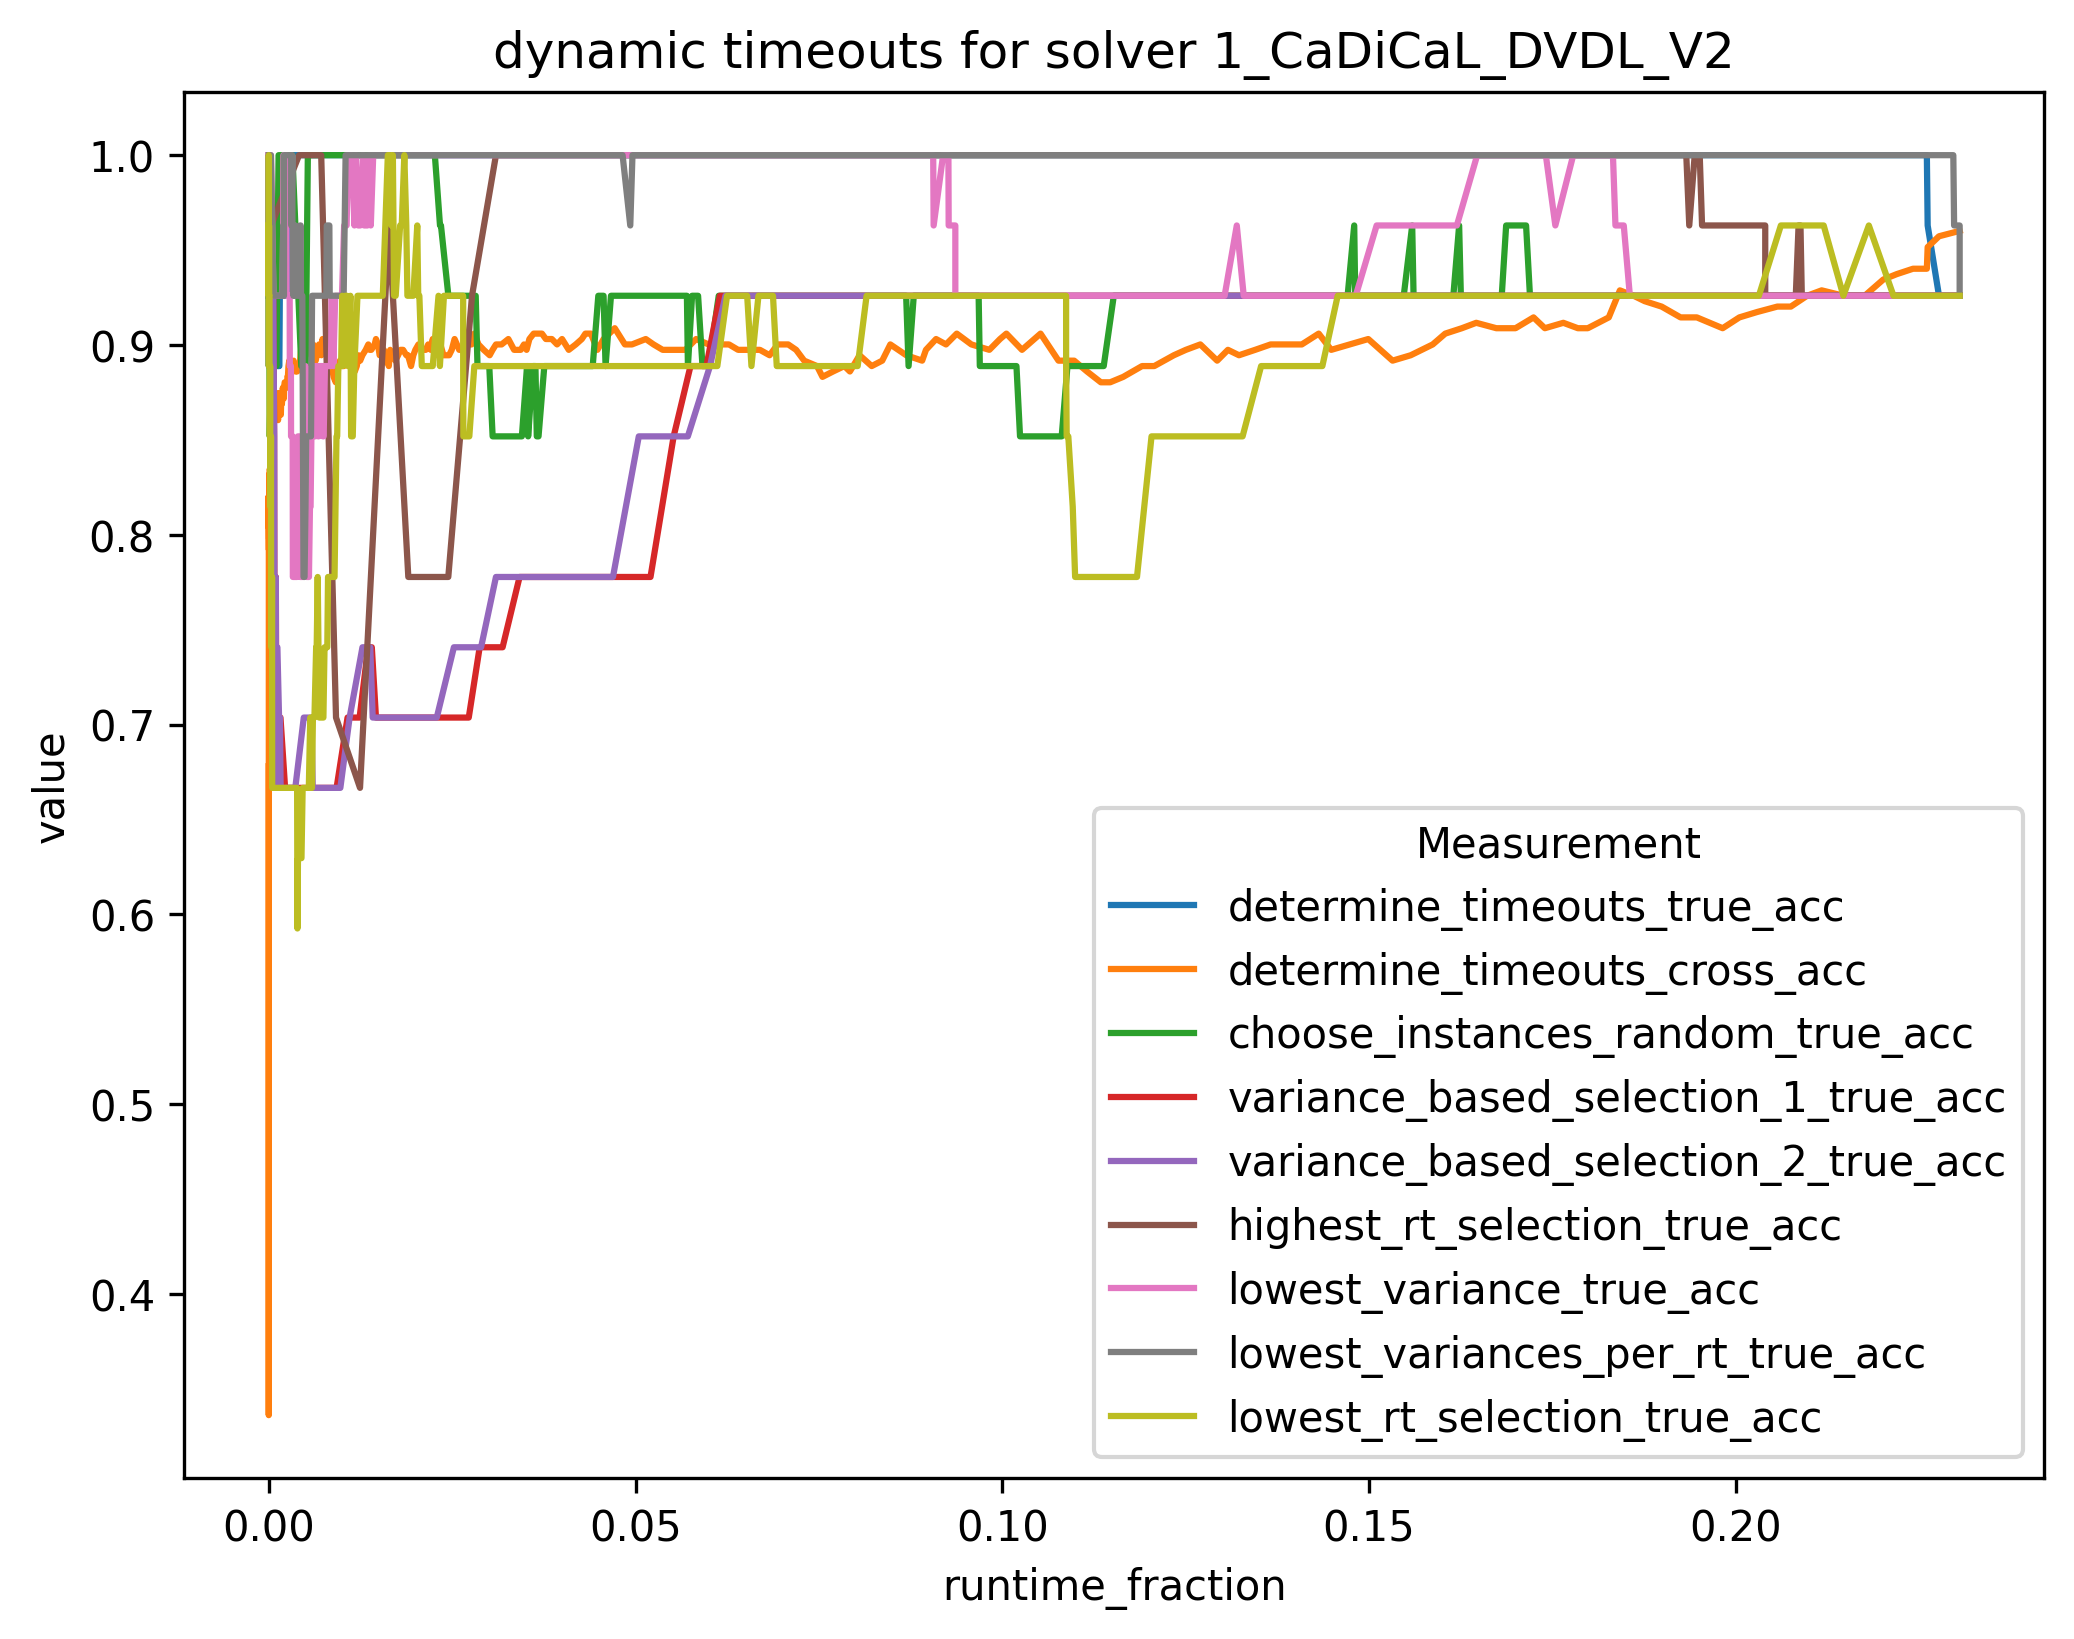 dynamic timeouts for solver 1_CaDiCaL_DVDL_V2
1.0
0.9
0.8
0.7
0.6
0.5
0.4
value
0.00
0.05
0.10
0.15
0.20
runtime_fraction
Measurement
determine_timeouts_true_acc
determine_timeouts_cross_acc
choose_instances_random_true_acc
variance_based_selection_1_true_acc
variance_based_selection_2_true_acc
highest_rt_selection_true_acc
lowest_variance_true_acc
lowest_variances_per_rt_true_acc
lowest_rt_selection_true_acc